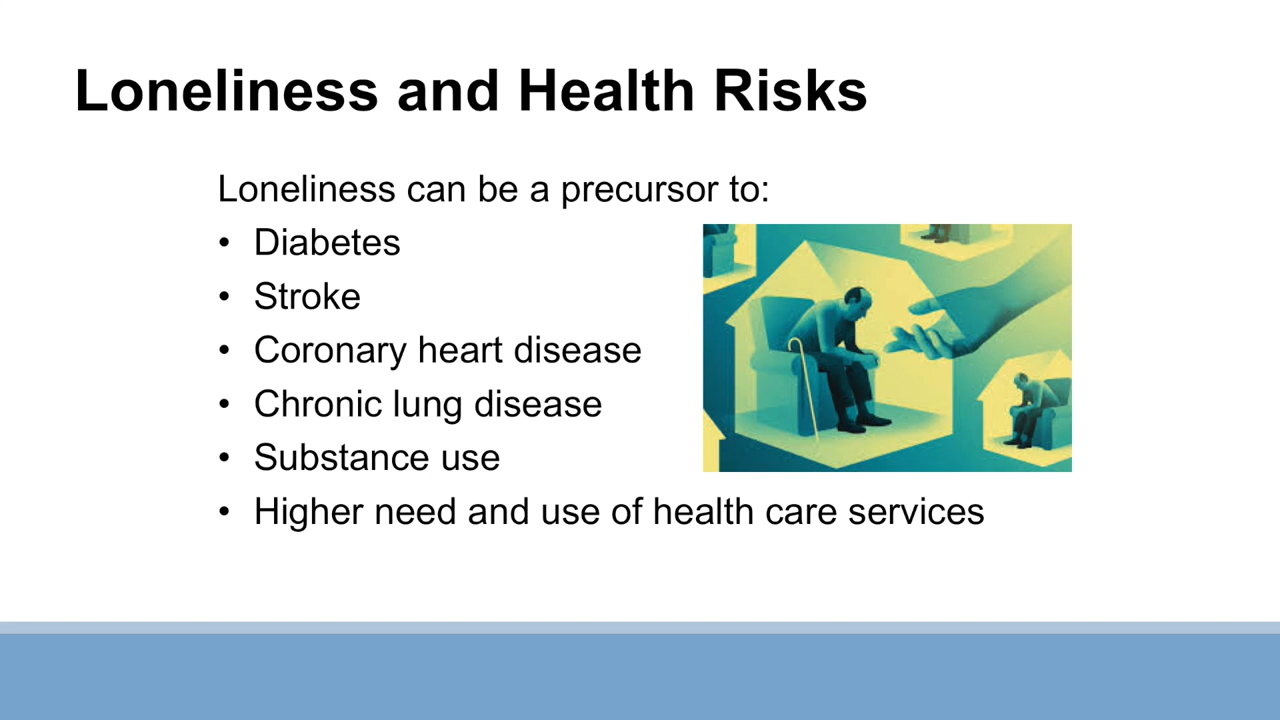 Loneliness and Health Risks
Loneliness can be a precursor to:
• Diabetes
• Stroke
• Coronary heart disease
• Chronic lung disease
• Substance use
• Higher need and use of health care services